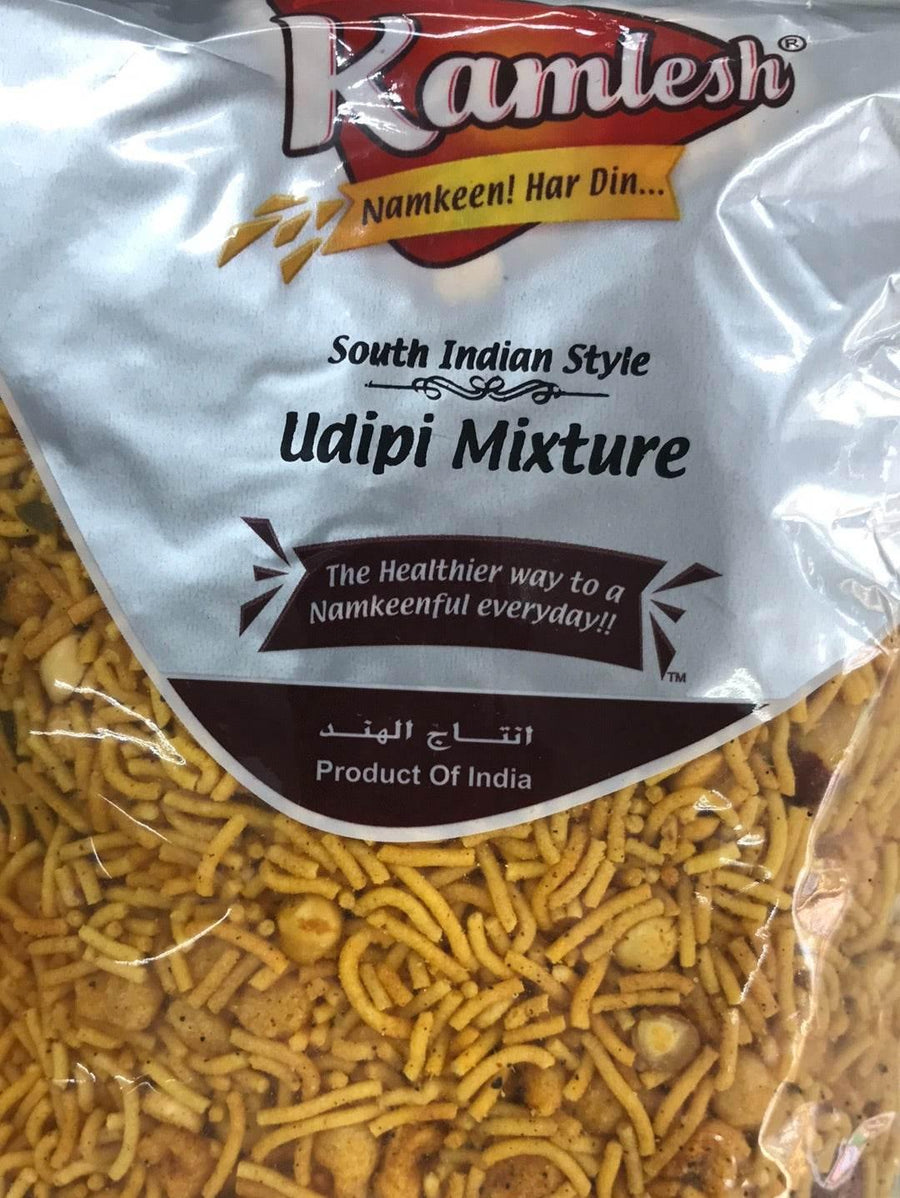 Kamlesh®
Namkeen! Har Din...
South Indian Style
Udipi Mixture
The Healthier way to a
Namkeenful everyday!!
TM
انتاج الهند
Product Of India